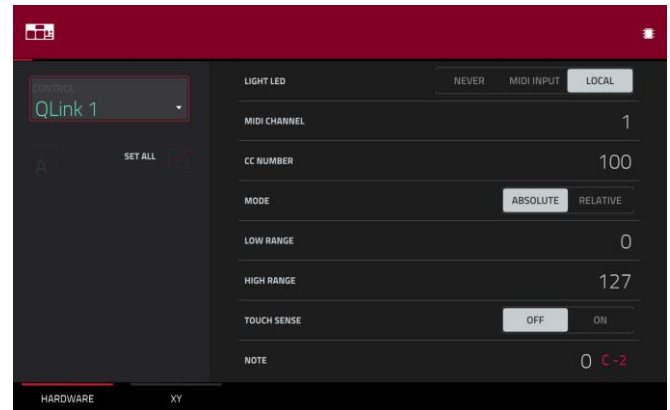 CONTROL
QLink 1
A
SET ALL
LIGHT LED NEVER MIDI INPUT LOCAL
MIDI CHANNEL 1
CC NUMBER 100
MODE ABSOLUTE RELATIVE
LOW RANGE 0
HIGH RANGE 127
TOUCH SENSE OFF ON
NOTE 0 C -2
HARDWARE XY